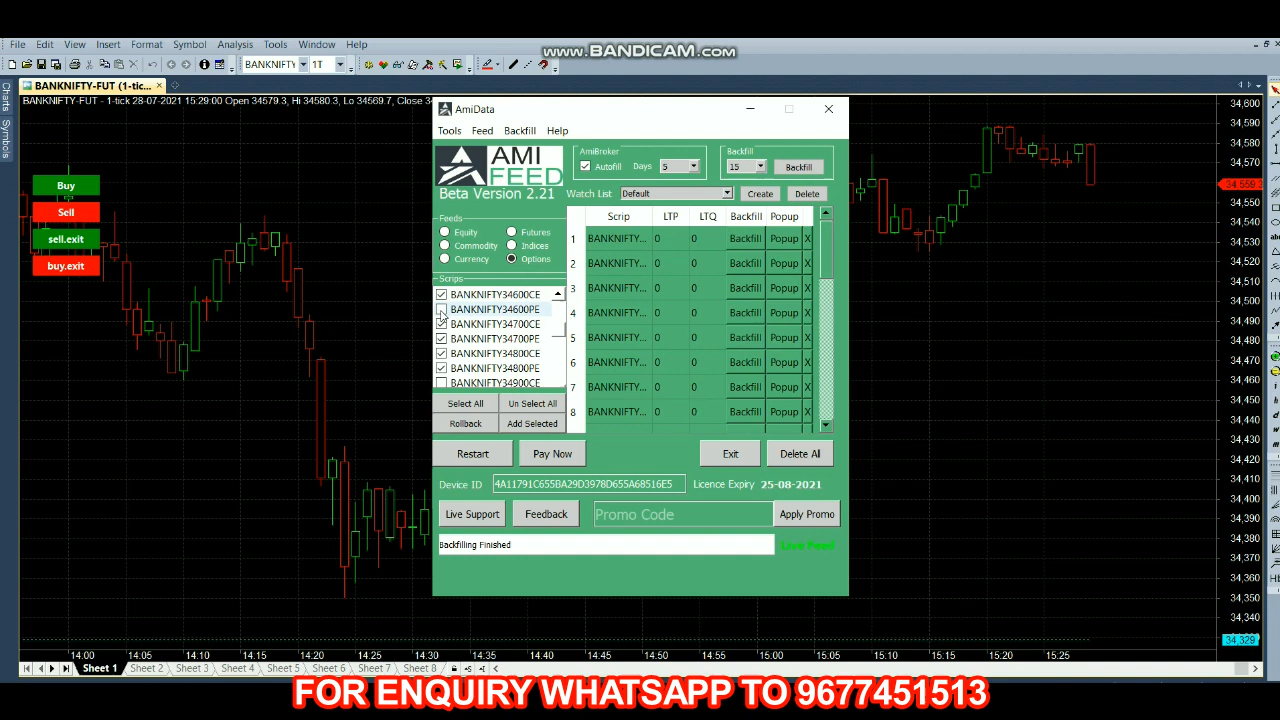 www.BANDICAM.com
File Edit View Insert Format Symbol Analysis Tools Window Help
BANKNIFTY 1T
BANKNIFTY-FUT (1-tic...
BANKNIFTY-FUT - 1-tick 28-07-2021 15:29:00 Open 34579.3, Hi 34580.3, Lo 34569.7, Close 34
Charts
Symbols
Buy
Sell
sell.exit
buy.exit
AmiData
Tools Feed Backfill Help
AMI
FEED
Beta Version 2.21
AmiBroker
Autofill Days 5
Backfill
15 Backfill
Watch List Default Create Delete
Feeds
Equity Futures
Commodity Indices
Currency Options
Scrips
BANKNIFTY34600CE
BANKNIFTY34600PE
BANKNIFTY34700CE
BANKNIFTY34700PE
BANKNIFTY34800CE
BANKNIFTY34800PE
BANKNIFTY34900CE
Select All Un Select All
Rollback Add Selected
Scrip LTP LTQ Backfill Popup
1 BANKNIFTY... 0 0 Backfill Popup X
2 BANKNIFTY... 0 0 Backfill Popup X
3 BANKNIFTY... 0 0 Backfill Popup X
4 BANKNIFTY... 0 0 Backfill Popup X
5 BANKNIFTY... 0 0 Backfill Popup X
6 BANKNIFTY... 0 0 Backfill Popup X
7 BANKNIFTY... 0 0 Backfill Popup X
8 BANKNIFTY... 0 0 Backfill Popup X
Restart Pay Now Exit Delete All
Device ID 4A11791C655BA29D3978D655A68516E5 Licence Expiry 25-08-2021
Live Support Feedback Promo Code Apply Promo
Backfilling Finished Live Feed
34,600
34,590
34,580
34,570
34,559.3
34,550
34,540
34,530
34,520
34,510
34,500
34,490
34,480
34,470
34,460
34,450
34,440
34,430
34,420
34,410
34,400
34,390
34,380
34,370
34,360
34,350
34,340
34,329
14:00 14:05 14:10 14:15 14:20 14:25 14:30 14:35 14:40 14:45 14:50 14:55 15:00 15:05 15:10 15:15 15:20 15:25
Sheet 1 Sheet 2 Sheet 3 Sheet 4 Sheet 5 Sheet 6 Sheet 7 Sheet 8
FOR ENQUIRY WHATSAPP TO 9677451513